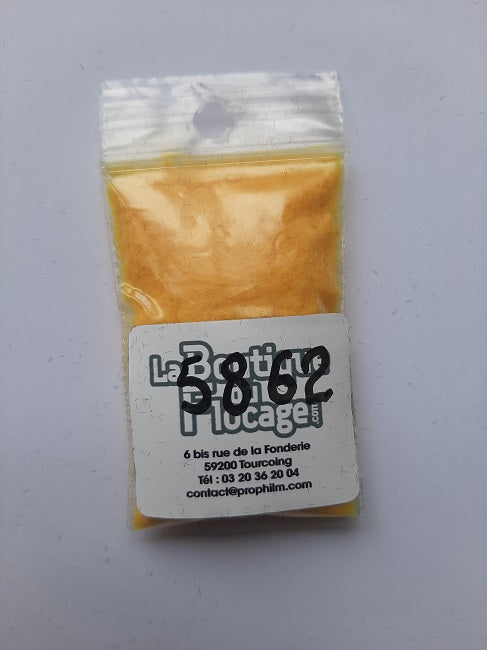 La Boutique
du
Flocage.com
5862
6 bis rue de la Fonderie
59200 Tourcoing
Tél : 03 20 36 20 04
contact@prophilm.com